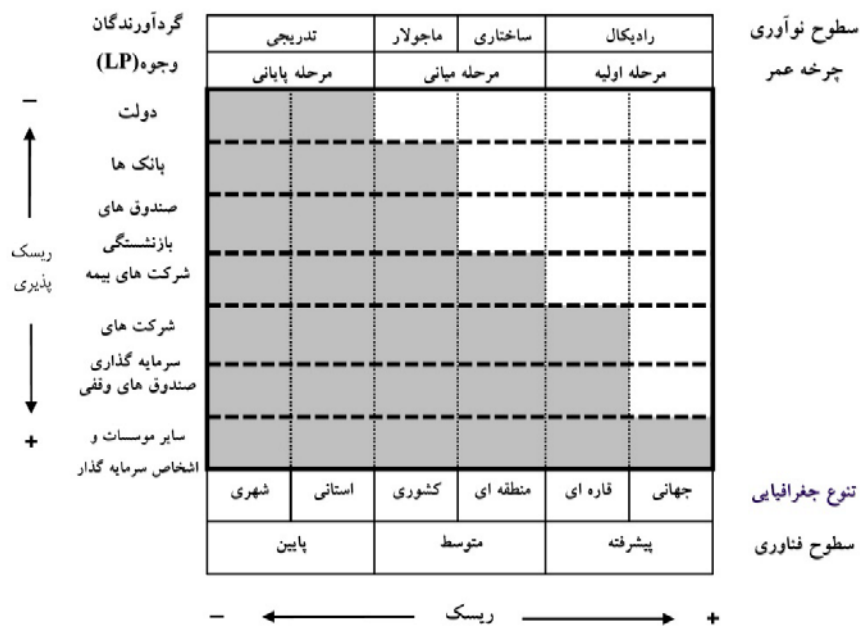 سطوح نوآوری
رادیکال
ساختاری
ماجولار
تدریجی
گردآورندگان
وجوه(LP)
چرخه عمر
مرحله اولیه
مرحله میانی
مرحله پایانی
دولت
بانک ها
صندوق های
بازنشستگی
شرکت های بیمه
شرکت های
سرمایه گذاری
صندوق های وقفی
سایر موسسات و
اشخاص سرمایه گذار
–
ریسک
پذیری
+
تنوع جغرافیایی
جهانی
قاره ای
منطقه ای
کشوری
استانی
شهری
سطوح فناوری
پیشرفته
متوسط
پایین
+
ریسک
–